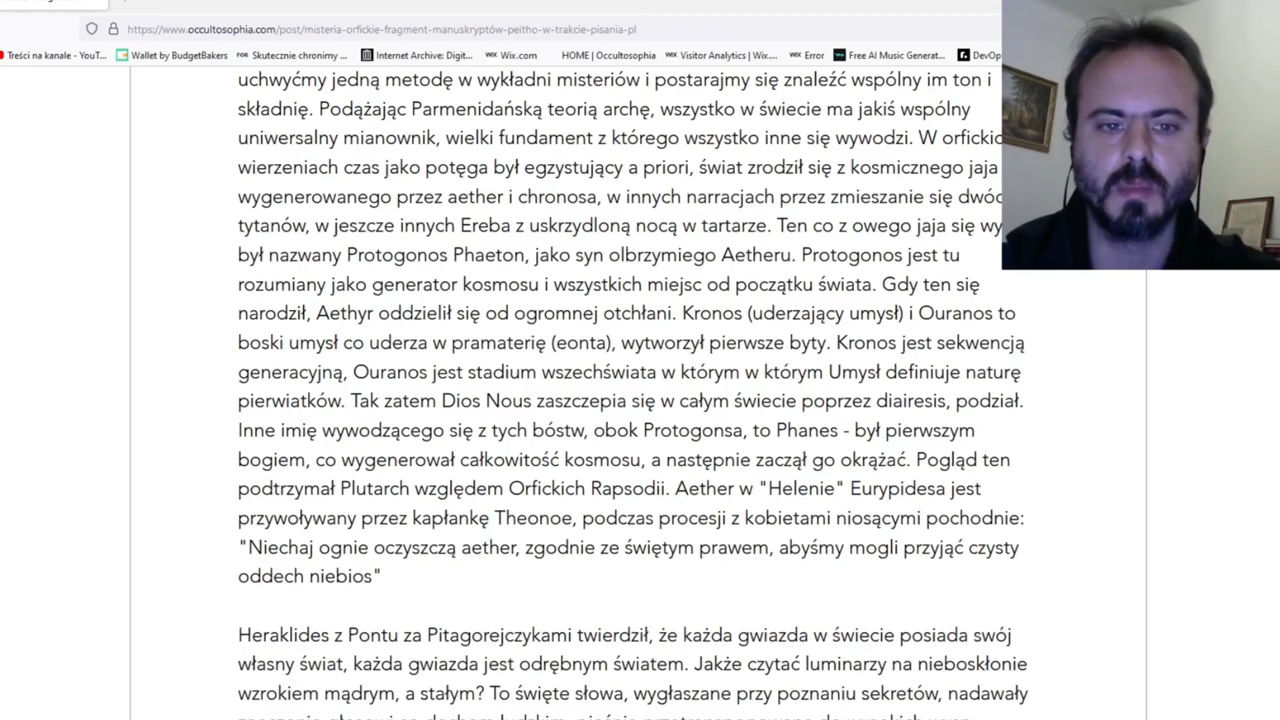 https://www.occultosophia.com/post/misteria-orfickie-fragment-manuskryptów-peitho-w-trakcie-pisania-pl
Treści na kanale - YouT... Wallet by BudgetBakers FOR Skutecznie chronimy ... Internet Archive: Digit... WiX Wix.com HOME | Occultosophia WiX Visitor Analytics | Wix.... WiX Error Free AI Music Generat... DevOP
uchwyćmy jedną metodę w wykładni misteriów i postarajmy się znaleźć wspólny im ton i
składnię. Podążając Parmenidańską teorią archę, wszystko w świecie ma jakiś wspólny
uniwersalny mianownik, wielki fundament z którego wszystko inne się wywodzi. W orfickic
wierzeniach czas jako potęga był egzystujący a priori, świat zrodził się z kosmicznego jaja
wygenerowanego przez aether i chronosa, w innych narracjach przez zmieszanie się dwóc
tytanów, w jeszcze innych Ereba z uskrzydloną nocą w tartarze. Ten co z owego jaja się wy
był nazwany Protogonos Phaeton, jako syn olbrzymiego Aetheru. Protogonos jest tu
rozumiany jako generator kosmosu i wszystkich miejsc od początku świata. Gdy ten się
narodził, Aethyr oddzielił się od ogromnej otchłani. Kronos (uderzający umysł) i Ouranos to
boski umysł co uderza w pramaterię (eonta), wytworzył pierwsze byty. Kronos jest sekwencją
generacyjną, Ouranos jest stadium wszechświata w którym w którym Umysł definiuje naturę
pierwiatków. Tak zatem Dios Nous zaszczepia się w całym świecie poprzez diairesis, podział.
Inne imię wywodzącego się z tych bóstw, obok Protogonsa, to Phanes - był pierwszym
bogiem, co wygenerował całkowitość kosmosu, a następnie zaczął go okrążać. Pogląd ten
podtrzymał Plutarch względem Orfickich Rapsodii. Aether w "Helenie" Eurypidesa jest
przywoływany przez kapłankę Theonoe, podczas procesji z kobietami niosącymi pochodnie:
"Niechaj ognie oczyszczą aether, zgodnie ze świętym prawem, abyśmy mogli przyjąć czysty
oddech niebios"
Heraklides z Pontu za Pitagorejczykami twierdził, że każda gwiazda w świecie posiada swój
własny świat, każda gwiazda jest odrębnym światem. Jakże czytać luminarzy na nieboskłonie
wzrokiem mądrym, a stałym? To święte słowa, wygłaszane przy poznaniu sekretów, nadawały